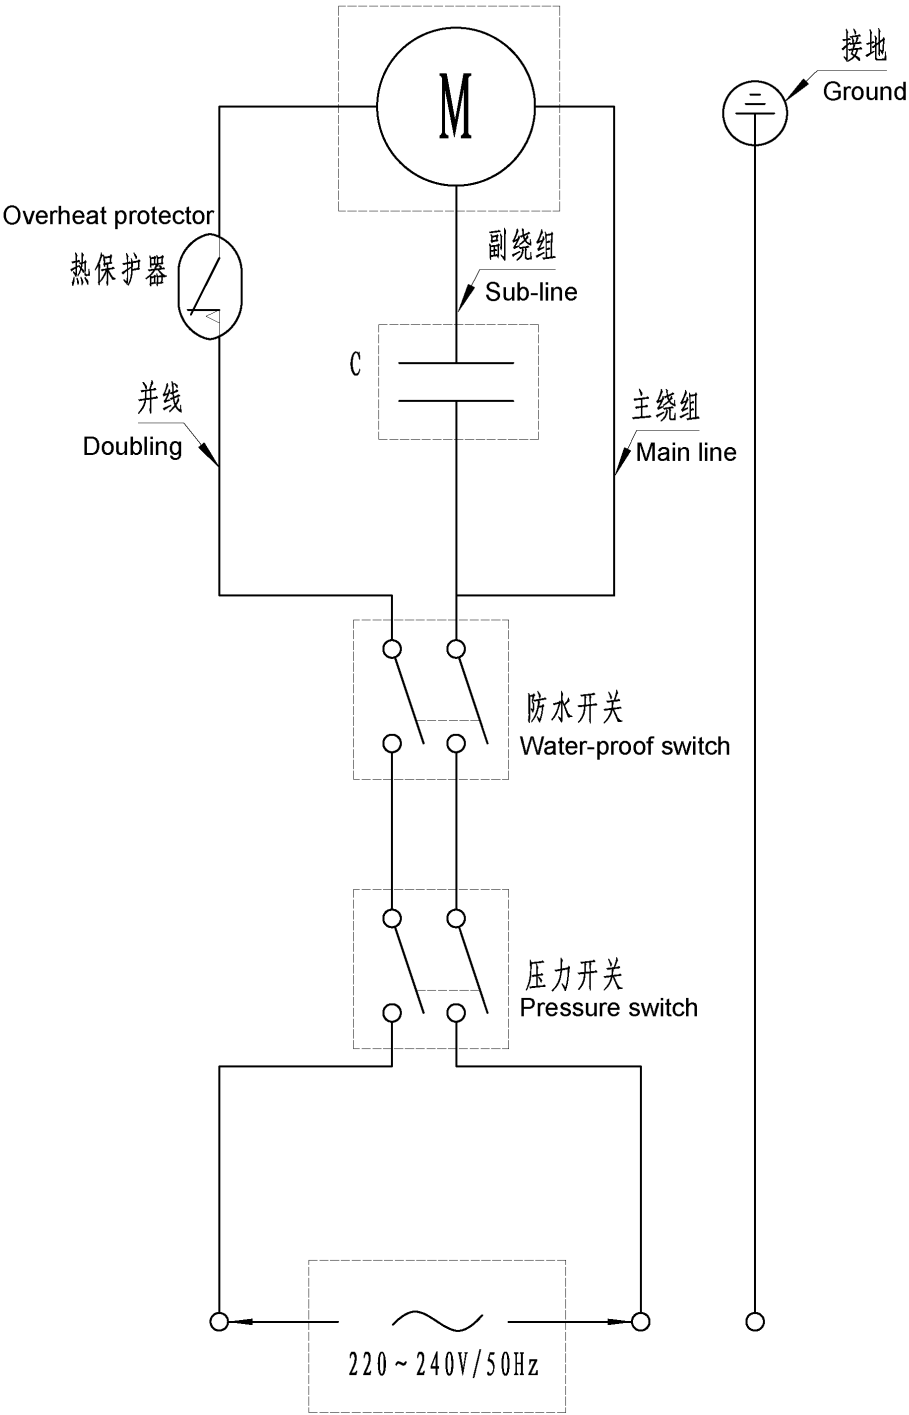 M
接地
Ground
Overheat protector
热保护器
副绕组
Sub-line
C
并线
Doubling
主绕组
Main line
防水开关
Water-proof switch
压力开关
Pressure switch
220~240V/50Hz